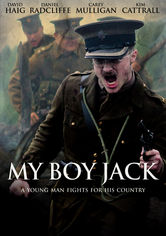 DAVID HAIG DANIEL RADCLIFFE CAREY MULLIGAN KIM CATTRALL
MY BOY JACK
A YOUNG MAN FIGHTS FOR HIS COUNTRY